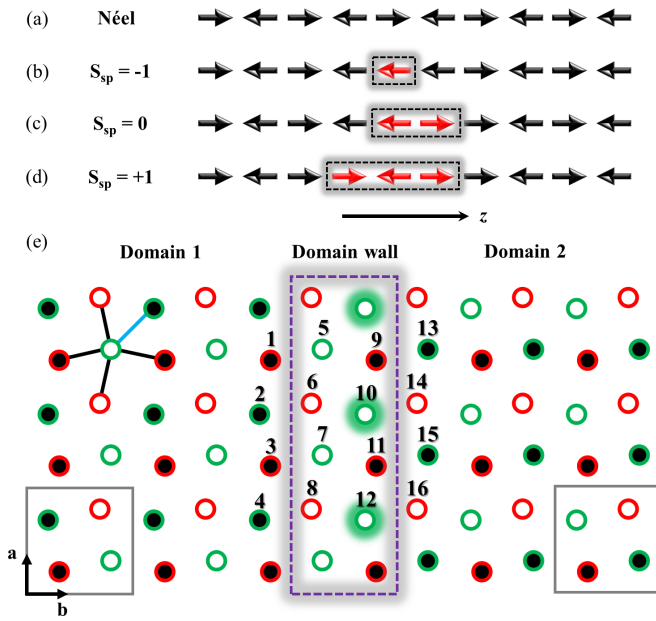 (a) Néel
(b) S_sp = -1
(c) S_sp = 0
(d) S_sp = +1
z
(e)
Domain 1 Domain wall Domain 2
1 5 9 13
2 6 10 14
3 7 11 15
4 8 12 16
a
b